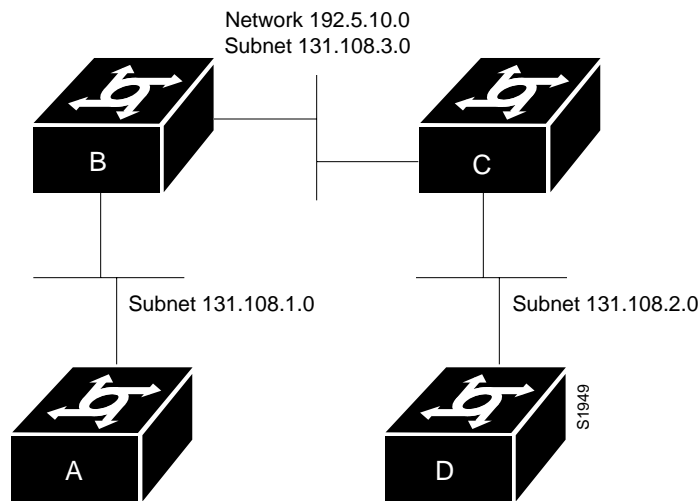 Network 192.5.10.0
Subnet 131.108.3.0
B
C
Subnet 131.108.1.0
Subnet 131.108.2.0
A
D
S1949